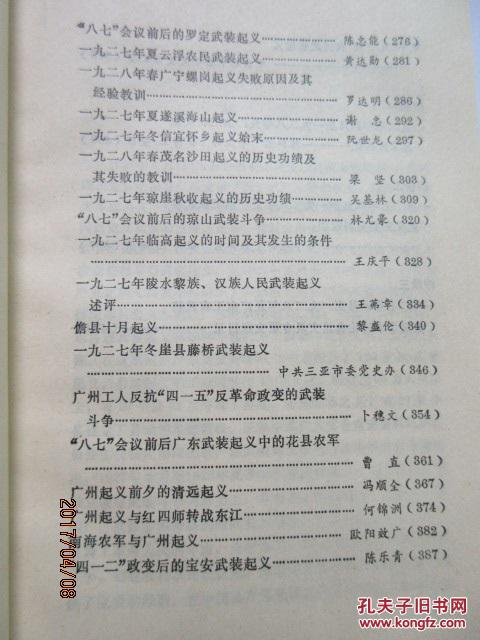 “八七”会议前后的罗定武装起义……………陈忠能(276)
一九二七年夏云浮农民武装起义……………黄达勋(281)
一九二八年春广宁螺岗起义失败原因及其
经验教训……………罗达明(286)
一九二七年夏遂溪海山起义……………谢忠(292)
一九二七年冬信宜怀乡起义始末……………阮世龙(297)
一九二八年春茂名沙田起义的历史功绩及
其失败的教训……………梁坚(303)
一九二七年琼崖秋收起义的历史功绩……………吴基林(309)
“八七”会议前后的琼山武装斗争……………林尤豪(320)
一九二七年临高起义的时间及其发生的条件
……………王庆平(328)
一九二七年陵水黎族、汉族人民武装起义
述评……………王茀章(334)
儋县十月起义……………黎盛伦(340)
一九二七年冬崖县藤桥武装起义
……………中共三亚市委党史办(346)
广州工人反抗“四一五”反革命政变的武装
斗争……………卜穗文(354)
“八七”会议前后广东武装起义中的花县农军
……………曹直(361)
广州起义前夕的清远起义……………冯顺全(367)
广州起义与红四师转战东江……………何锦洲(374)
南海农军与广州起义……………欧阳效广(382)
“四一二”政变后的宝安武装起义……………陈乐青(387)
2017/04/08
孔夫子旧书网